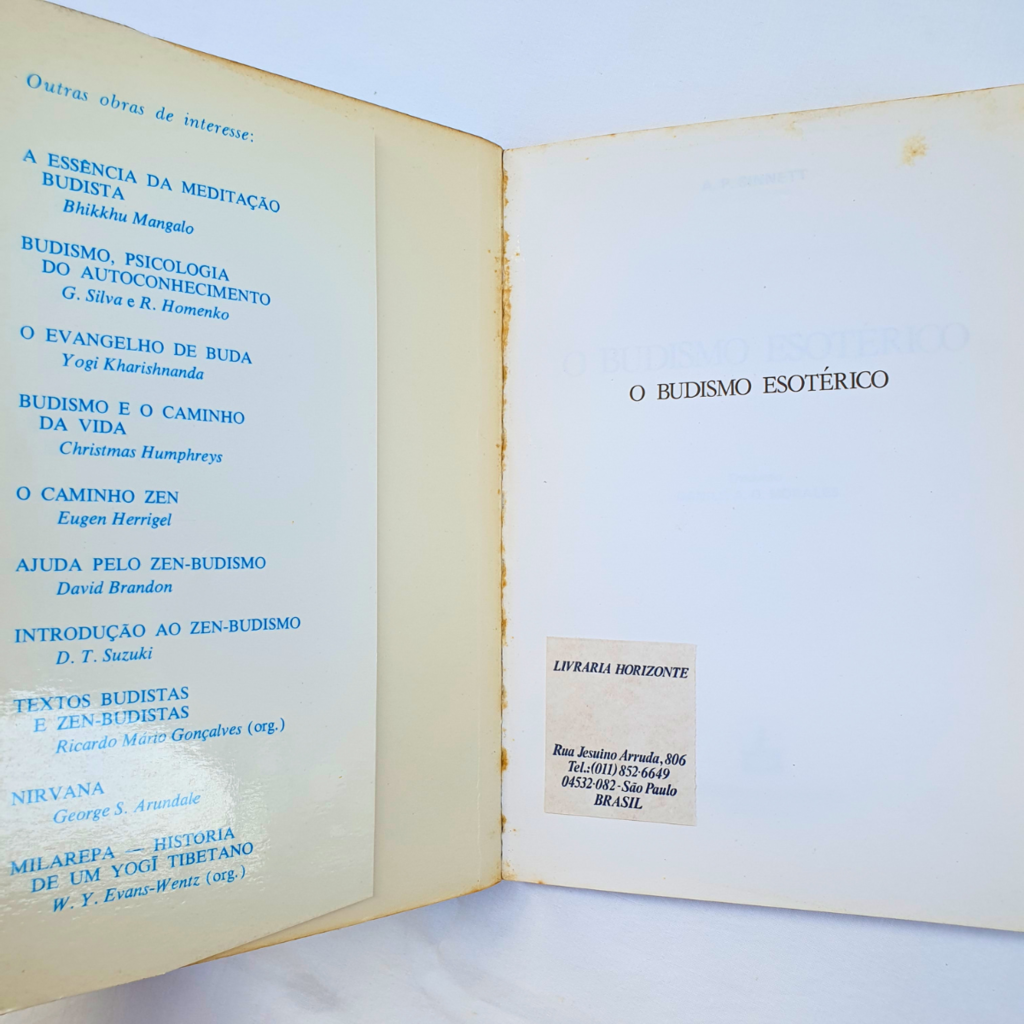 Outras obras de interesse:
A ESSÊNCIA DA MEDITAÇÃO
BUDISTA
Bhikkhu Mangalo
BUDISMO, PSICOLOGIA
DO AUTOCONHECIMENTO
G. Silva e R. Homenko
O EVANGELHO DE BUDA
Yogi Kharishnanda
BUDISMO E O CAMINHO
DA VIDA
Christmas Humphreys
O CAMINHO ZEN
Eugen Herrigel
AJUDA PELO ZEN-BUDISMO
David Brandon
INTRODUÇÃO AO ZEN-BUDISMO
D. T. Suzuki
TEXTOS BUDISTAS
E ZEN-BUDISTAS
Ricardo Mário Gonçalves (org.)
NIRVANA
George S. Arundale
MILAREPA — HISTÓRIA
DE UM YOGI TIBETANO
W. Y. Evans-Wentz (org.)
O BUDISMO ESOTÉRICO
O BUDISMO ESOTÉRICO
LIVRARIA HORIZONTE
Rua Jesuino Arruda, 806
Tel.:(011) 852-6649
04532-082 - São Paulo
BRASIL